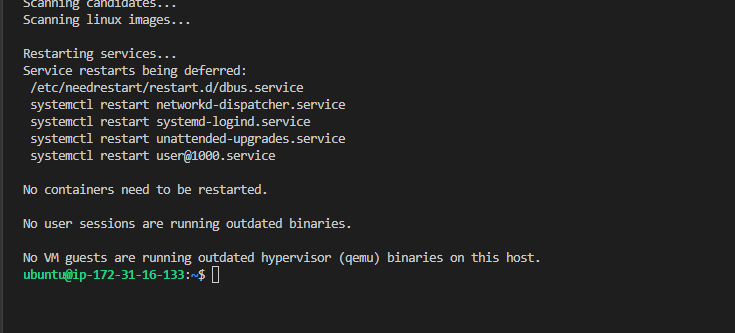 Scanning candidates...
Scanning linux images...
Restarting services...
Service restarts being deferred:
/etc/needrestart/restart.d/dbus.service
systemctl restart networkd-dispatcher.service
systemctl restart systemd-logind.service
systemctl restart unattended-upgrades.service
systemctl restart user@1000.service
No containers need to be restarted.
No user sessions are running outdated binaries.
No VM guests are running outdated hypervisor (qemu) binaries on this host.
ubuntu@ip-172-31-16-133:~$